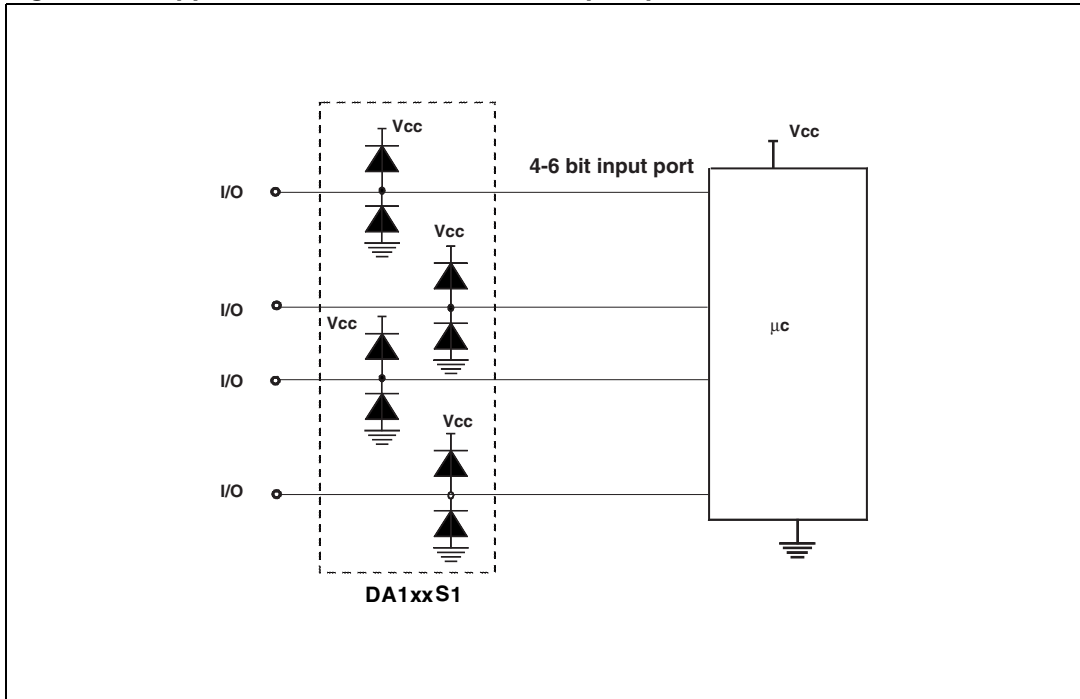 Vcc
Vcc
4-6 bit input port
I/O
Vcc
I/O
Vcc
μc
I/O
Vcc
I/O
DA1xxS1